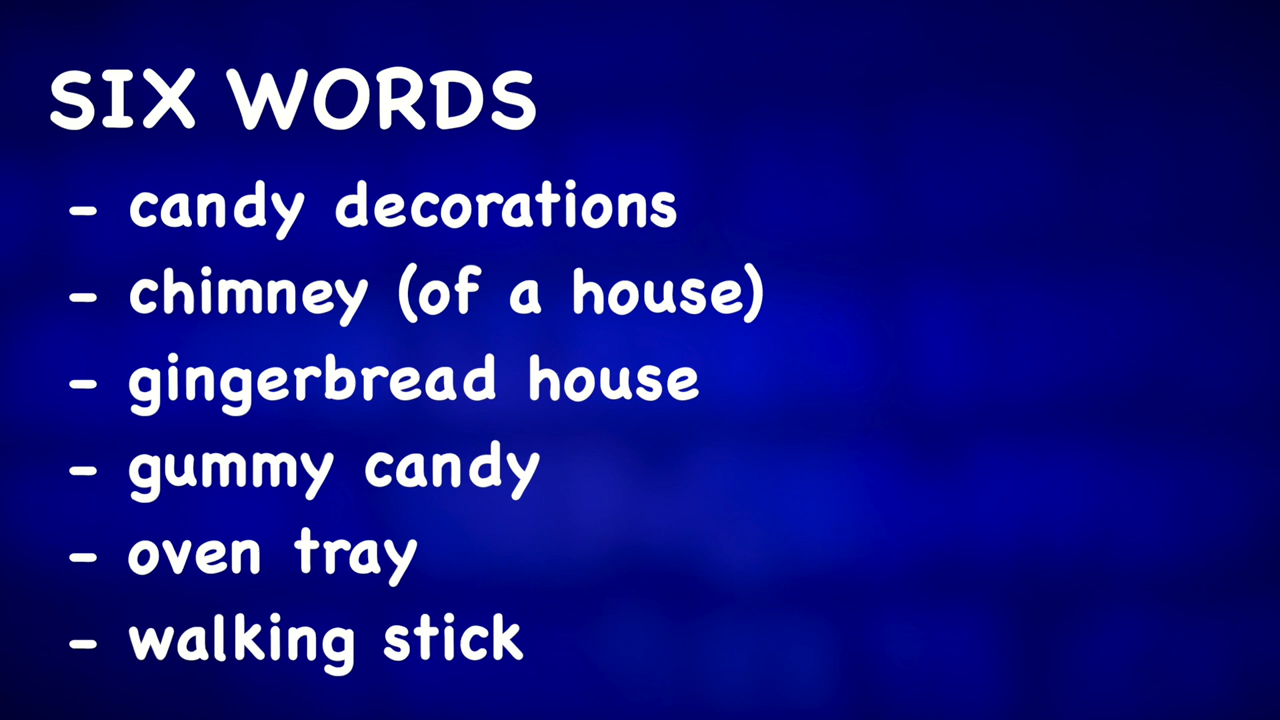 SIX WORDS
- candy decorations
- chimney (of a house)
- gingerbread house
- gummy candy
- oven tray
- walking stick